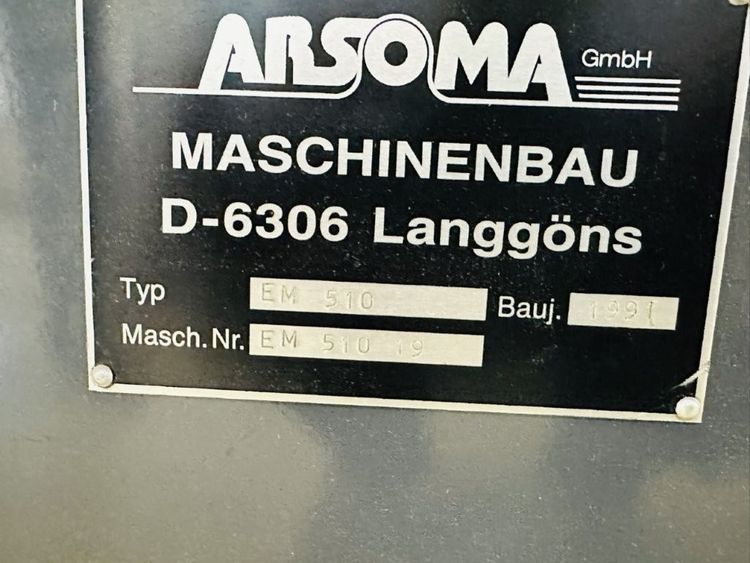 ARSOMA GmbH
MASCHINENBAU
D-6306 Langgöns
Typ EM 510 Bauj. 1991
Masch.Nr. EM 510 19